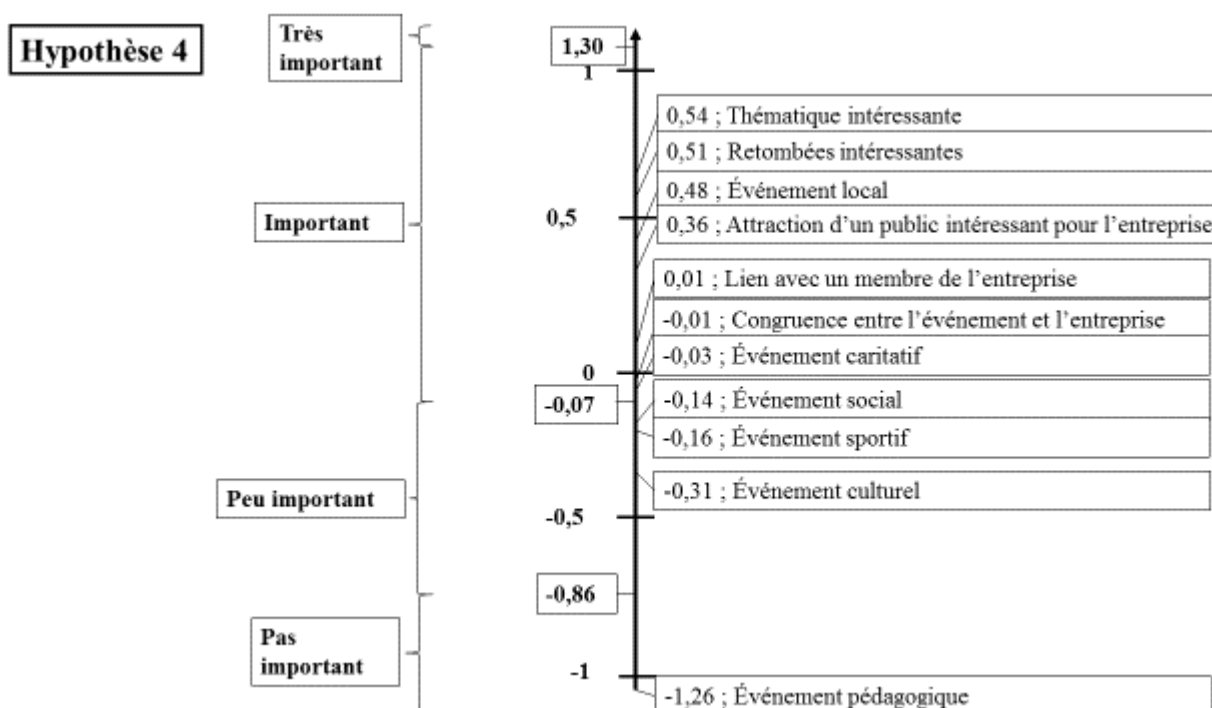 Hypothèse 4
Très
important
Important
Peu important
Pas
important
1,30
1
0,5
0
-0,07
-0,5
-0,86
-1
0,54 ; Thématique intéressante
0,51 ; Retombées intéressantes
0,48 ; Événement local
0,36 ; Attraction d'un public intéressant pour l'entreprise
0,01 ; Lien avec un membre de l'entreprise
-0,01 ; Congruence entre l'événement et l'entreprise
-0,03 ; Événement caritatif
-0,14 ; Événement social
-0,16 ; Événement sportif
-0,31 ; Événement culturel
-1,26 ; Événement pédagogique